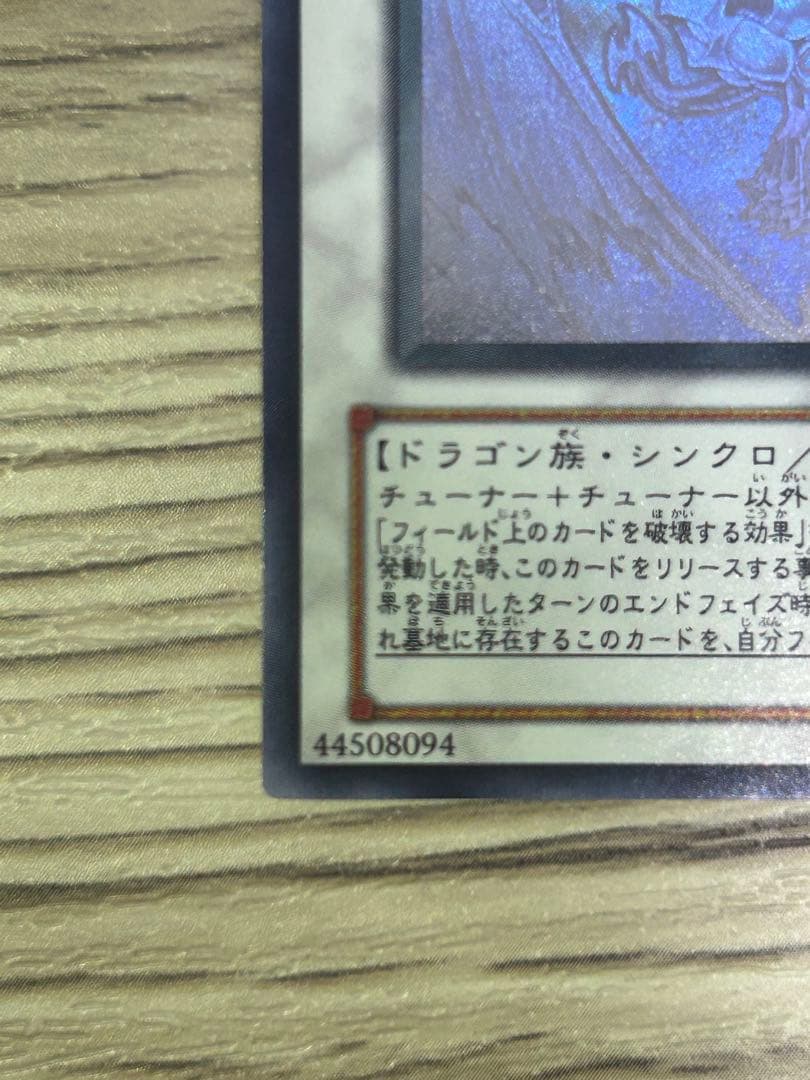 【ドラゴン族・シンクロ／
チューナー＋チューナー以外
「フィールド上のカードを破壊する効果」
発動した時、このカードをリリースする事
果を適用したターンのエンドフェイズ時
れ墓地に存在するこのカードを、自分フ
44508094